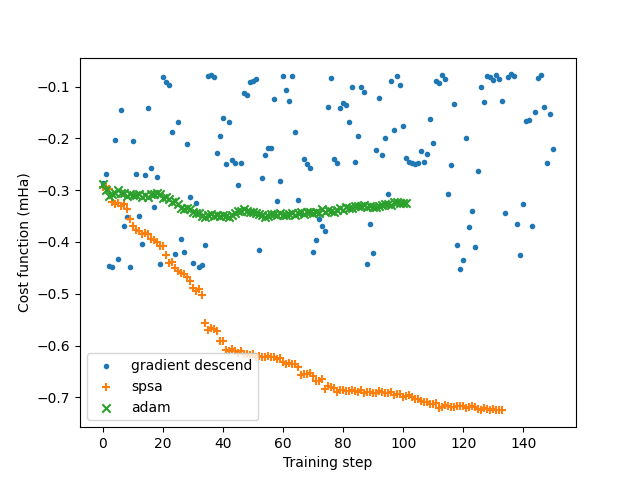 −0.1
−0.2
−0.3
−0.4
−0.5
−0.6
−0.7
Cost function (mHa)
gradient descend
spsa
adam
0 20 40 60 80 100 120 140
Training step